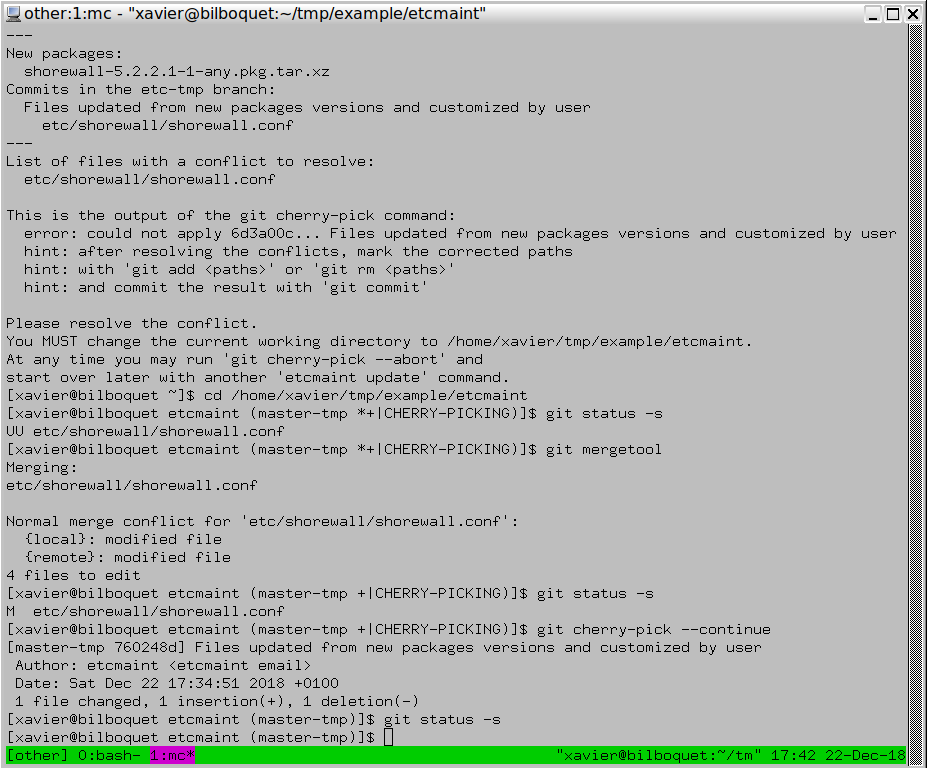 other:1:mc - "xavier@bilboquet:~/tmp/example/etcmaint"
---
New packages:
  shorewall-5.2.2.1-1-any.pkg.tar.xz
Commits in the etc-tmp branch:
  Files updated from new packages versions and customized by user
    etc/shorewall/shorewall.conf
---
List of files with a conflict to resolve:
  etc/shorewall/shorewall.conf

This is the output of the git cherry-pick command:
  error: could not apply 6d3a00c... Files updated from new packages versions and customized by user
  hint: after resolving the conflicts, mark the corrected paths
  hint: with 'git add <paths>' or 'git rm <paths>'
  hint: and commit the result with 'git commit'

Please resolve the conflict.
You MUST change the current working directory to /home/xavier/tmp/example/etcmaint.
At any time you may run 'git cherry-pick --abort' and
start over later with another 'etcmaint update' command.
[xavier@bilboquet ~]$ cd /home/xavier/tmp/example/etcmaint
[xavier@bilboquet etcmaint (master-tmp *+|CHERRY-PICKING)]$ git status -s
UU etc/shorewall/shorewall.conf
[xavier@bilboquet etcmaint (master-tmp *+|CHERRY-PICKING)]$ git mergetool
Merging:
etc/shorewall/shorewall.conf

Normal merge conflict for 'etc/shorewall/shorewall.conf':
  {local}: modified file
  {remote}: modified file
4 files to edit
[xavier@bilboquet etcmaint (master-tmp +|CHERRY-PICKING)]$ git status -s
M  etc/shorewall/shorewall.conf
[xavier@bilboquet etcmaint (master-tmp +|CHERRY-PICKING)]$ git cherry-pick --continue
[master-tmp 760248d] Files updated from new packages versions and customized by user
 Author: etcmaint <etcmaint email>
 Date: Sat Dec 22 17:34:51 2018 +0100
 1 file changed, 1 insertion(+), 1 deletion(-)
[xavier@bilboquet etcmaint (master-tmp)]$ git status -s
[xavier@bilboquet etcmaint (master-tmp)]$
[other] 0:bash- 1:mc* "xavier@bilboquet:~/tm" 17:42 22-Dec-18